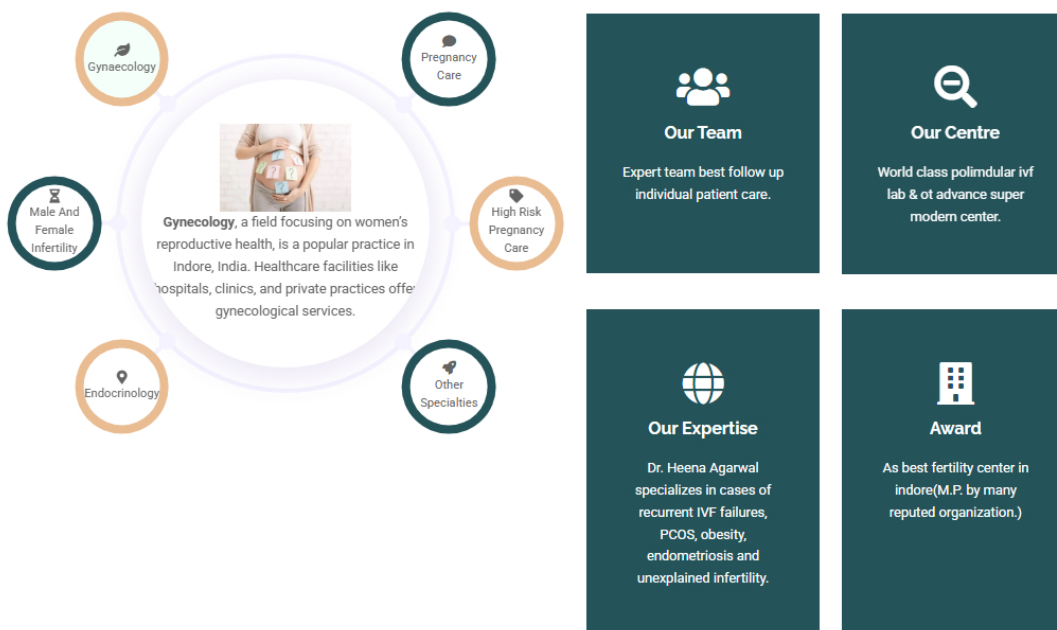 Gynaecology
Pregnancy
Care
Male And
Female
Infertility
High Risk
Pregnancy
Care
Endocrinology
Other
Specialties
? ? ?
?
Gynecology, a field focusing on women's
reproductive health, is a popular practice in
Indore, India. Healthcare facilities like
hospitals, clinics, and private practices offer
gynecological services.
Our Team
Expert team best follow up
individual patient care.
Our Centre
World class polimdular ivf
lab & ot advance super
modern center.
Our Expertise
Dr. Heena Agarwal
specializes in cases of
recurrent IVF failures,
PCOS, obesity,
endometriosis and
unexplained infertility.
Award
As best fertility center in
indore(M.P. by many
reputed organization.)